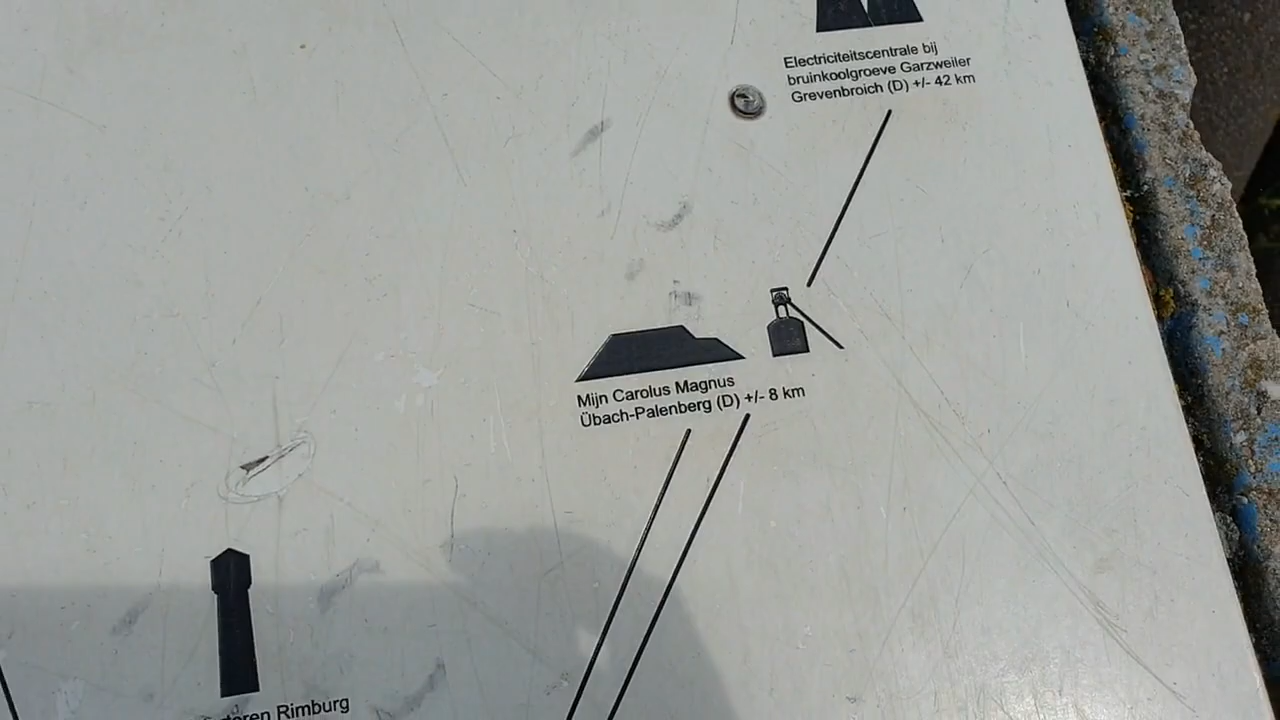 Electriciteitscentrale bij
bruinkoolgroeve Garzweiler
Grevenbroich (D) +/- 42 km
Mijn Carolus Magnus
Übach-Palenberg (D) +/- 8 km
Rimburg